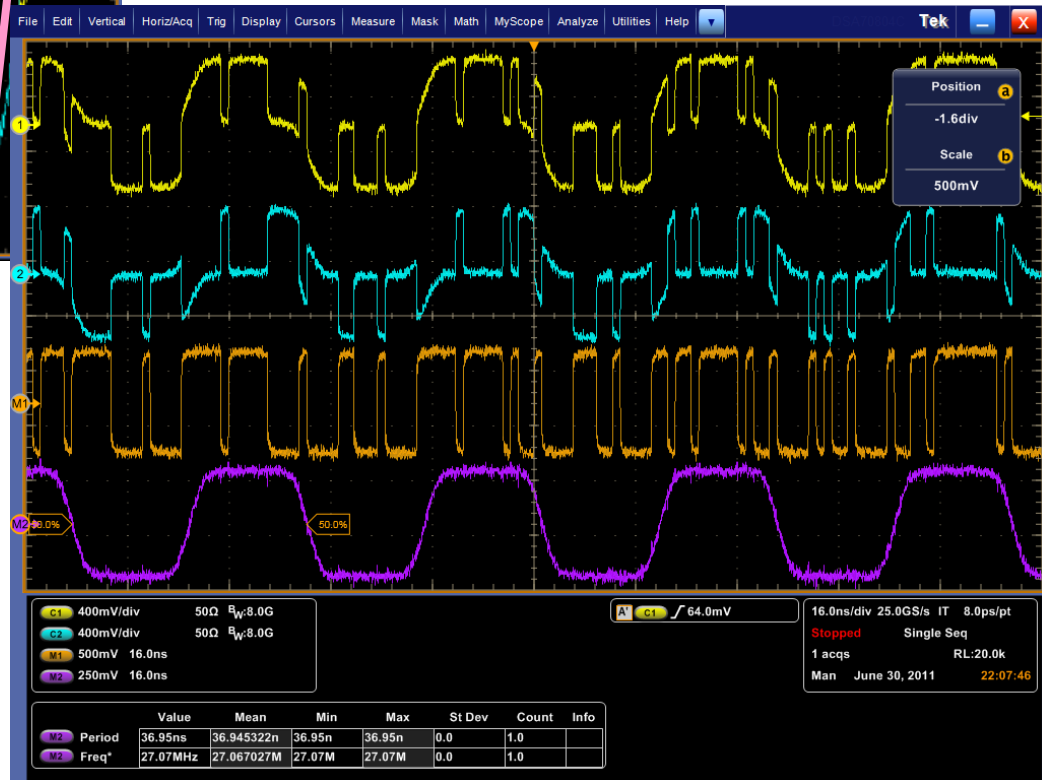 File Edit Vertical Horiz/Acq Trig Display Cursors Measure Mask Math MyScope Analyze Utilities Help Tek X
Position a
-1.6div
Scale b
500mV
1
2
M1
M2 50.0% 50.0%
C1 400mV/div 50Ω BW:8.0G
C2 400mV/div 50Ω BW:8.0G
M1 500mV 16.0ns
M2 250mV 16.0ns
A' C1 64.0mV
16.0ns/div 25.0GS/s IT 8.0ps/pt
Stopped Single Seq
1 acqs RL:20.0k
Man June 30, 2011 22:07:46
Value Mean Min Max St Dev Count Info
M2 Period 36.95ns 36.945322n 36.95n 36.95n 0.0 1.0
M2 Freq* 27.07MHz 27.067027M 27.07M 27.07M 0.0 1.0